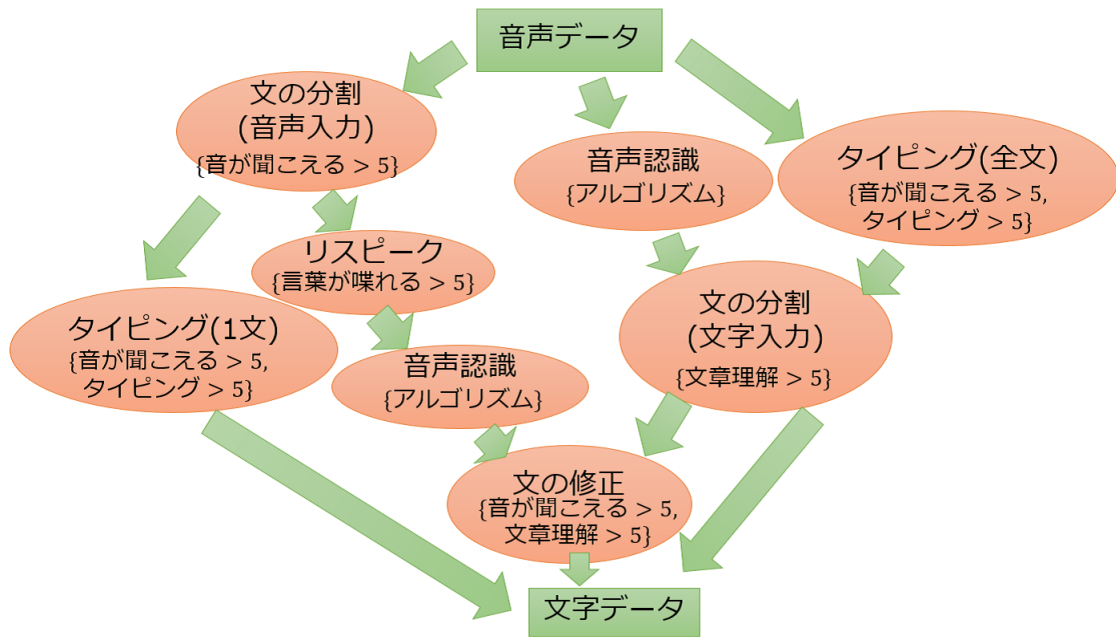 音声データ
文の分割
(音声入力)
{音が聞こえる > 5}
音声認識
{アルゴリズム}
タイピング(全文)
{音が聞こえる > 5,
タイピング > 5}
リスピーク
{言葉が喋れる > 5}
文の分割
(文字入力)
{文章理解 > 5}
タイピング(1文)
{音が聞こえる > 5,
タイピング > 5}
音声認識
{アルゴリズム}
文の修正
{音が聞こえる > 5,
文章理解 > 5}
文字データ